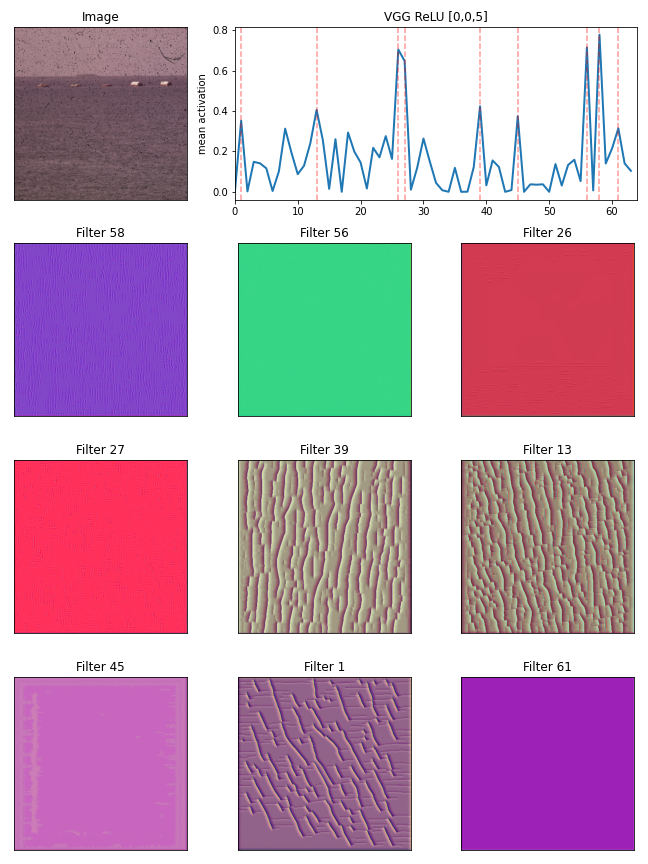 Image
VGG ReLU [0,0,5]
mean activation
0.8
0.6
0.4
0.2
0.0
0 10 20 30 40 50 60
Filter 58 Filter 56 Filter 26
Filter 27 Filter 39 Filter 13
Filter 45 Filter 1 Filter 61